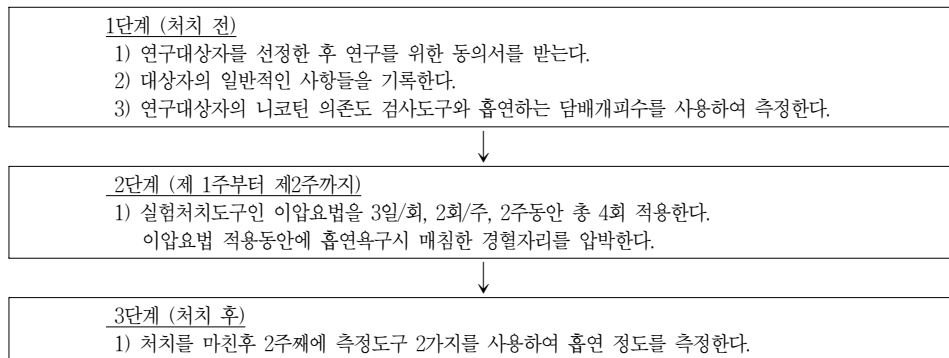 1단계 (처치 전)
1) 연구대상자를 선정한 후 연구를 위한 동의서를 받는다.
2) 대상자의 일반적인 사항들을 기록한다.
3) 연구대상자의 니코틴 의존도 검사도구와 흡연하는 담배개피수를 사용하여 측정한다.
2단계 (제 1주부터 제2주까지)
1) 실험처치도구인 이압요법을 3일/회, 2회/주, 2주동안 총 4회 적용한다.
이압요법 적용동안에 흡연욕구시 매침한 경혈자리를 압박한다.
3단계 (처치 후)
1) 처치를 마친후 2주째에 측정도구 2가지를 사용하여 흡연 정도를 측정한다.